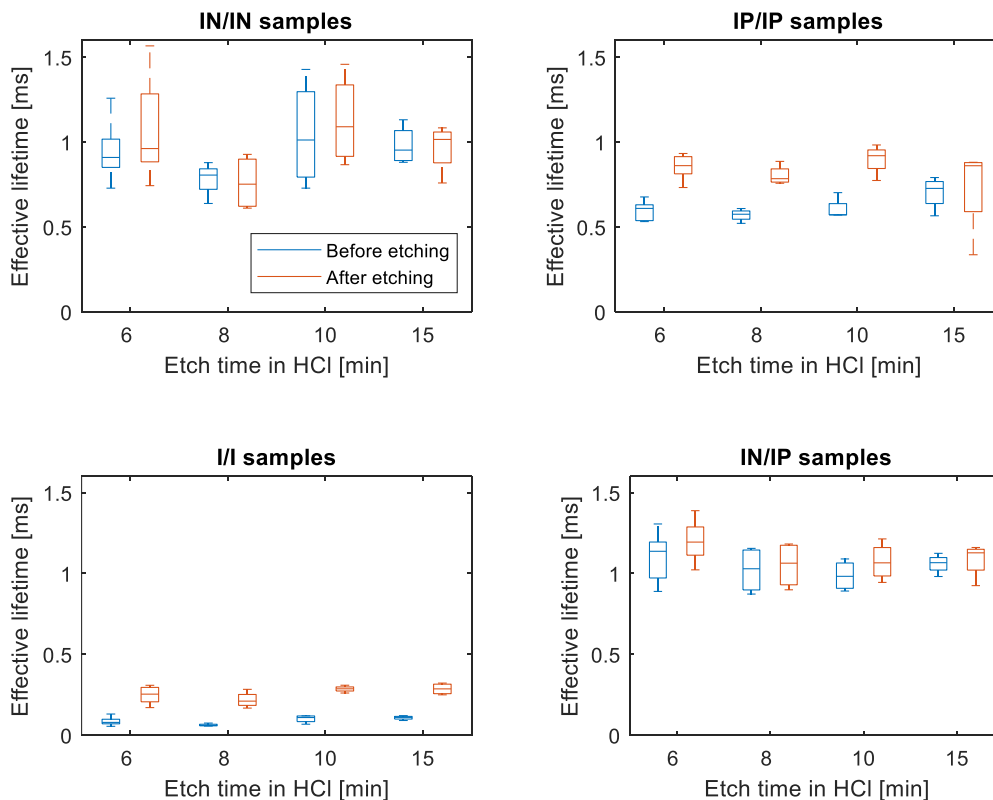 IN/IN samples
Effective lifetime [ms]
1.5
1
0.5
0
Before etching
After etching
6 8 10 15
Etch time in HCl [min]
IP/IP samples
Effective lifetime [ms]
1.5
1
0.5
0
6 8 10 15
Etch time in HCl [min]
I/I samples
Effective lifetime [ms]
1.5
1
0.5
0
6 8 10 15
Etch time in HCl [min]
IN/IP samples
Effective lifetime [ms]
1.5
1
0.5
0
6 8 10 15
Etch time in HCl [min]